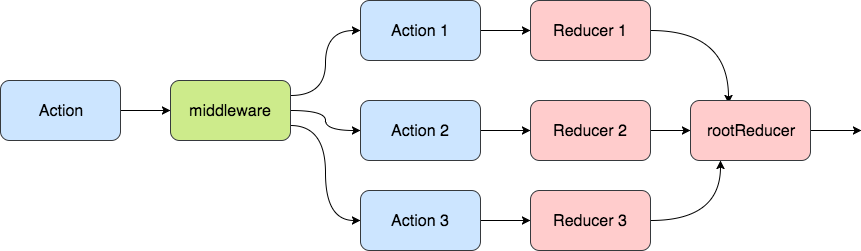 Action
middleware
Action 1
Reducer 1
Action 2
Reducer 2
rootReducer
Action 3
Reducer 3